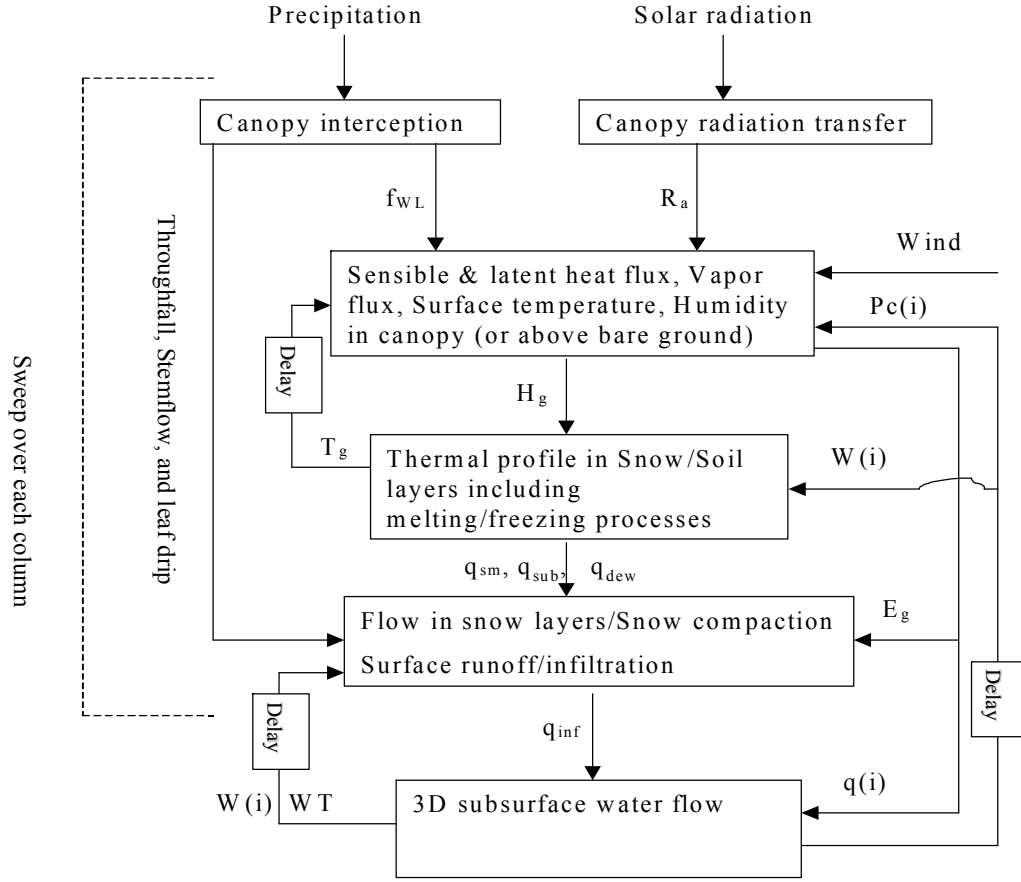 Precipitation
Solar radiation
Canopy interception
Canopy radiation transfer
f_WL
R_a
Wind
Sensible & latent heat flux, Vapor
flux, Surface temperature, Humidity
in canopy (or above bare ground)
Pc(i)
Delay
H_g
T_g
Thermal profile in Snow/Soil
layers including
melting/freezing processes
W(i)
Throughfall, Stemflow, and leaf drip
Sweep over each column
q_sm, q_sub, q_dew
Flow in snow layers/Snow compaction
Surface runoff/infiltration
E_g
Delay
Delay
q_inf
W(i) WT
3D subsurface water flow
q(i)